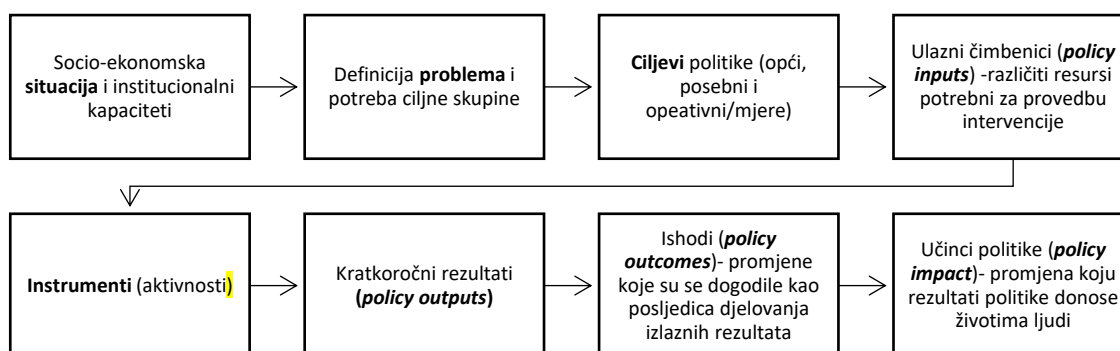 Socio-ekonomska
situacija i institucionalni
kapaciteti
Definicija problema i
potreba ciljne skupine
Ciljevi politike (opći,
posebni i
opeativni/mjere)
Ulazni čimbenici (policy
inputs) -različiti resursi
potrebni za provedbu
intervencije
Instrumenti (aktivnosti)
Kratkoročni rezultati
(policy outputs)
Ishodi (policy
outcomes)- promjene
koje su se dogodile kao
posljedica djelovanja
izlaznih rezultata
Učinci politike (policy
impact)- promjena koju
rezultati politike donose
životima ljudi